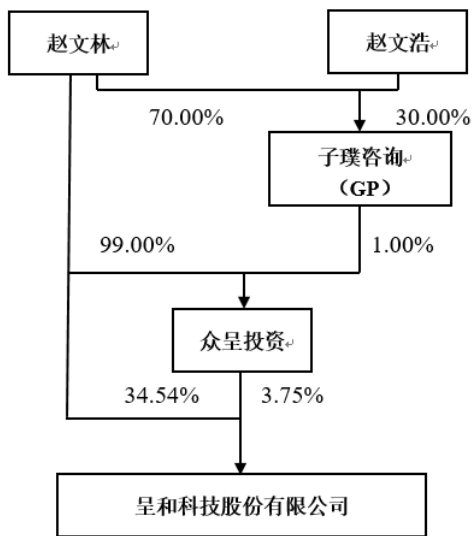 赵文林
赵文浩
70.00%
30.00%
子璞咨询
（GP）
99.00%
1.00%
众呈投资
34.54%
3.75%
呈和科技股份有限公司